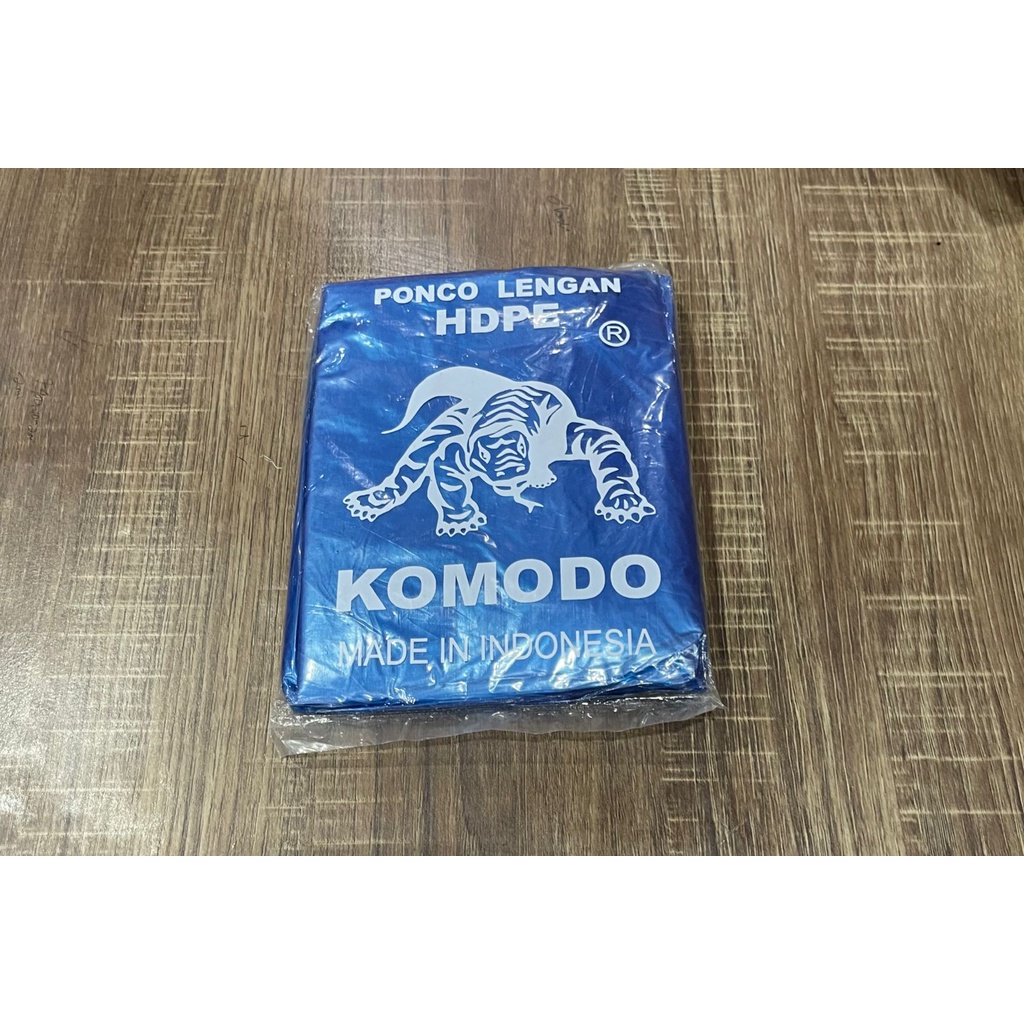 PONCO LENGAN
HDPE
®
KOMODO
MADE IN INDONESIA